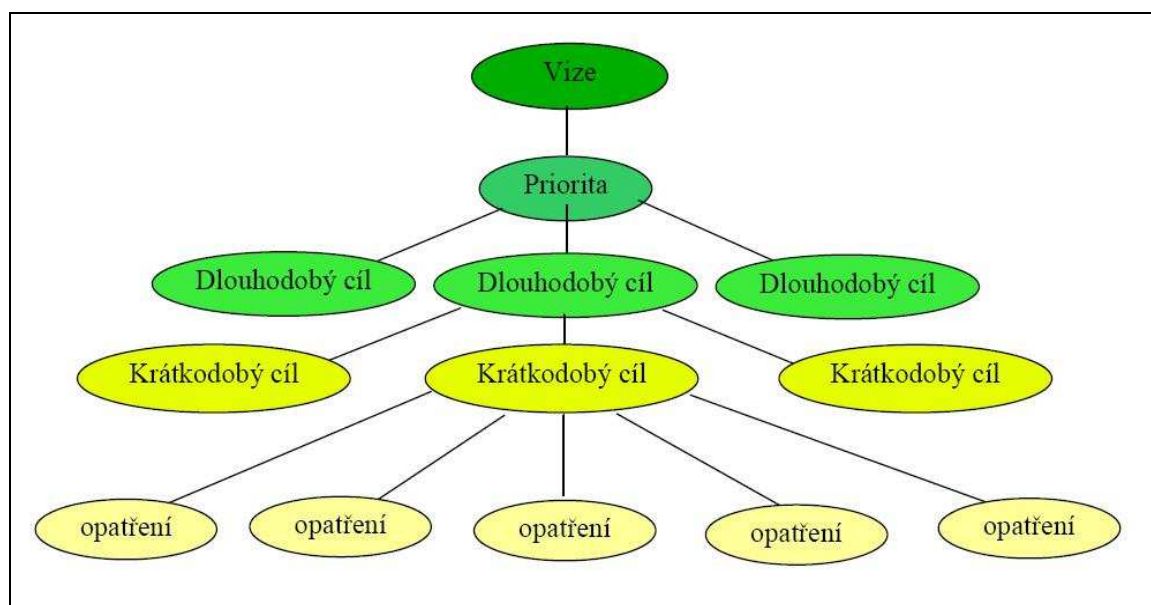 Vize
Priorita
Dlouhodobý cíl
Dlouhodobý cíl
Dlouhodobý cíl
Krátkodobý cíl
Krátkodobý cíl
Krátkodobý cíl
opatření
opatření
opatření
opatření
opatření